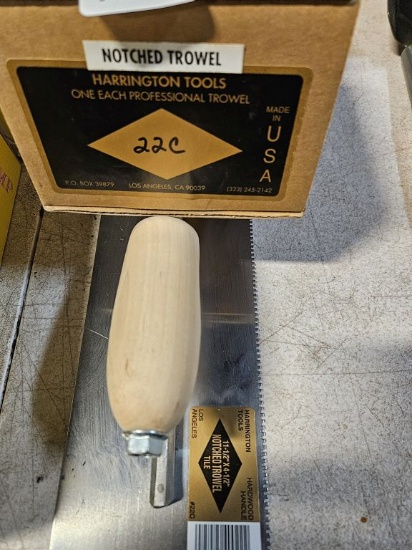 NOTCHED TROWEL
HARRINGTON TOOLS
ONE EACH PROFESSIONAL TROWEL
22C
MADE
IN
USA
P.O. BOX 39879
LOS ANGELES, CA 90039
(323) 245-2142
HARRINGTON
TOOLS
LOS
ANGELES
11-1/2" X 4-1/2"
NOTCHED TROWEL
TILE
HARDWOOD
HANDLE